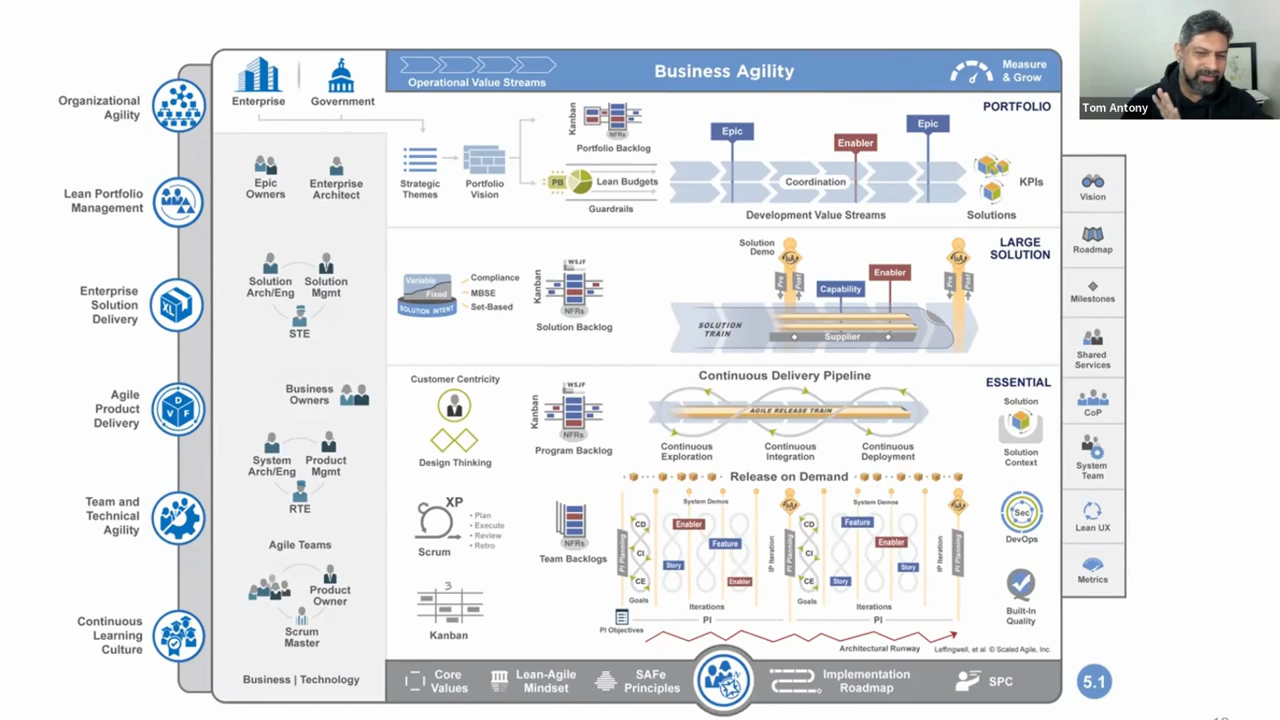 Tom Antony
Organizational
Agility
Lean Portfolio
Management
Enterprise
Solution
Delivery
XL
Agile
Product
Delivery
D
V F
Team and
Technical
Agility
Continuous
Learning
Culture
Enterprise
Government
Operational Value Streams
Business Agility
Measure
& Grow
PORTFOLIO
Epic
Owners
Enterprise
Architect
Strategic
Themes
Portfolio
Vision
Kanban
NFRs
Portfolio Backlog
PB
Lean Budgets
Guardrails
Epic
Enabler
Epic
Coordination
Development Value Streams
KPIs
Solutions
LARGE
SOLUTION
Solution
Arch/Eng
Solution
Mgmt
STE
Variable
Fixed
SOLUTION INTENT
Compliance
MBSE
Set-Based
WSJF
Kanban
NFRs
Solution Backlog
Solution
Demo
I&A
Pre
Post
Capability
Enabler
I&A
Pre
Post
SOLUTION
TRAIN
Supplier
ESSENTIAL
Business
Owners
System
Arch/Eng
Product
Mgmt
RTE
Agile Teams
Product
Owner
Scrum
Master
Business | Technology
Customer Centricity
Design Thinking
WSJF
Kanban
NFRs
Program Backlog
Continuous Delivery Pipeline
AGILE RELEASE TRAIN
Continuous
Exploration
Continuous
Integration
Continuous
Deployment
Solution
Solution
Context
Release on Demand
XP
Scrum
• Plan
• Execute
• Review
• Retro
NFRs
Team Backlogs
3
Kanban
System Demos
System Demos
I&A
I&A
PI Planning
CD
CI
CE
Goals
Enabler
Feature
Story
Enabler
IP Iteration
PI Planning
CD
CI
CE
Goals
Feature
Enabler
Story
Story
IP Iteration
PI Planning
Iterations
Iterations
PI
PI
PI Objectives
Architectural Runway
Leffingwell, et al. © Scaled Agile, Inc.
Sec
DevOps
Built-In
Quality
Vision
Roadmap
Milestones
Shared
Services
CoP
System
Team
Lean UX
Metrics
Core
Values
Lean-Agile
Mindset
SAFe
Principles
Implementation
Roadmap
SPC
5.1